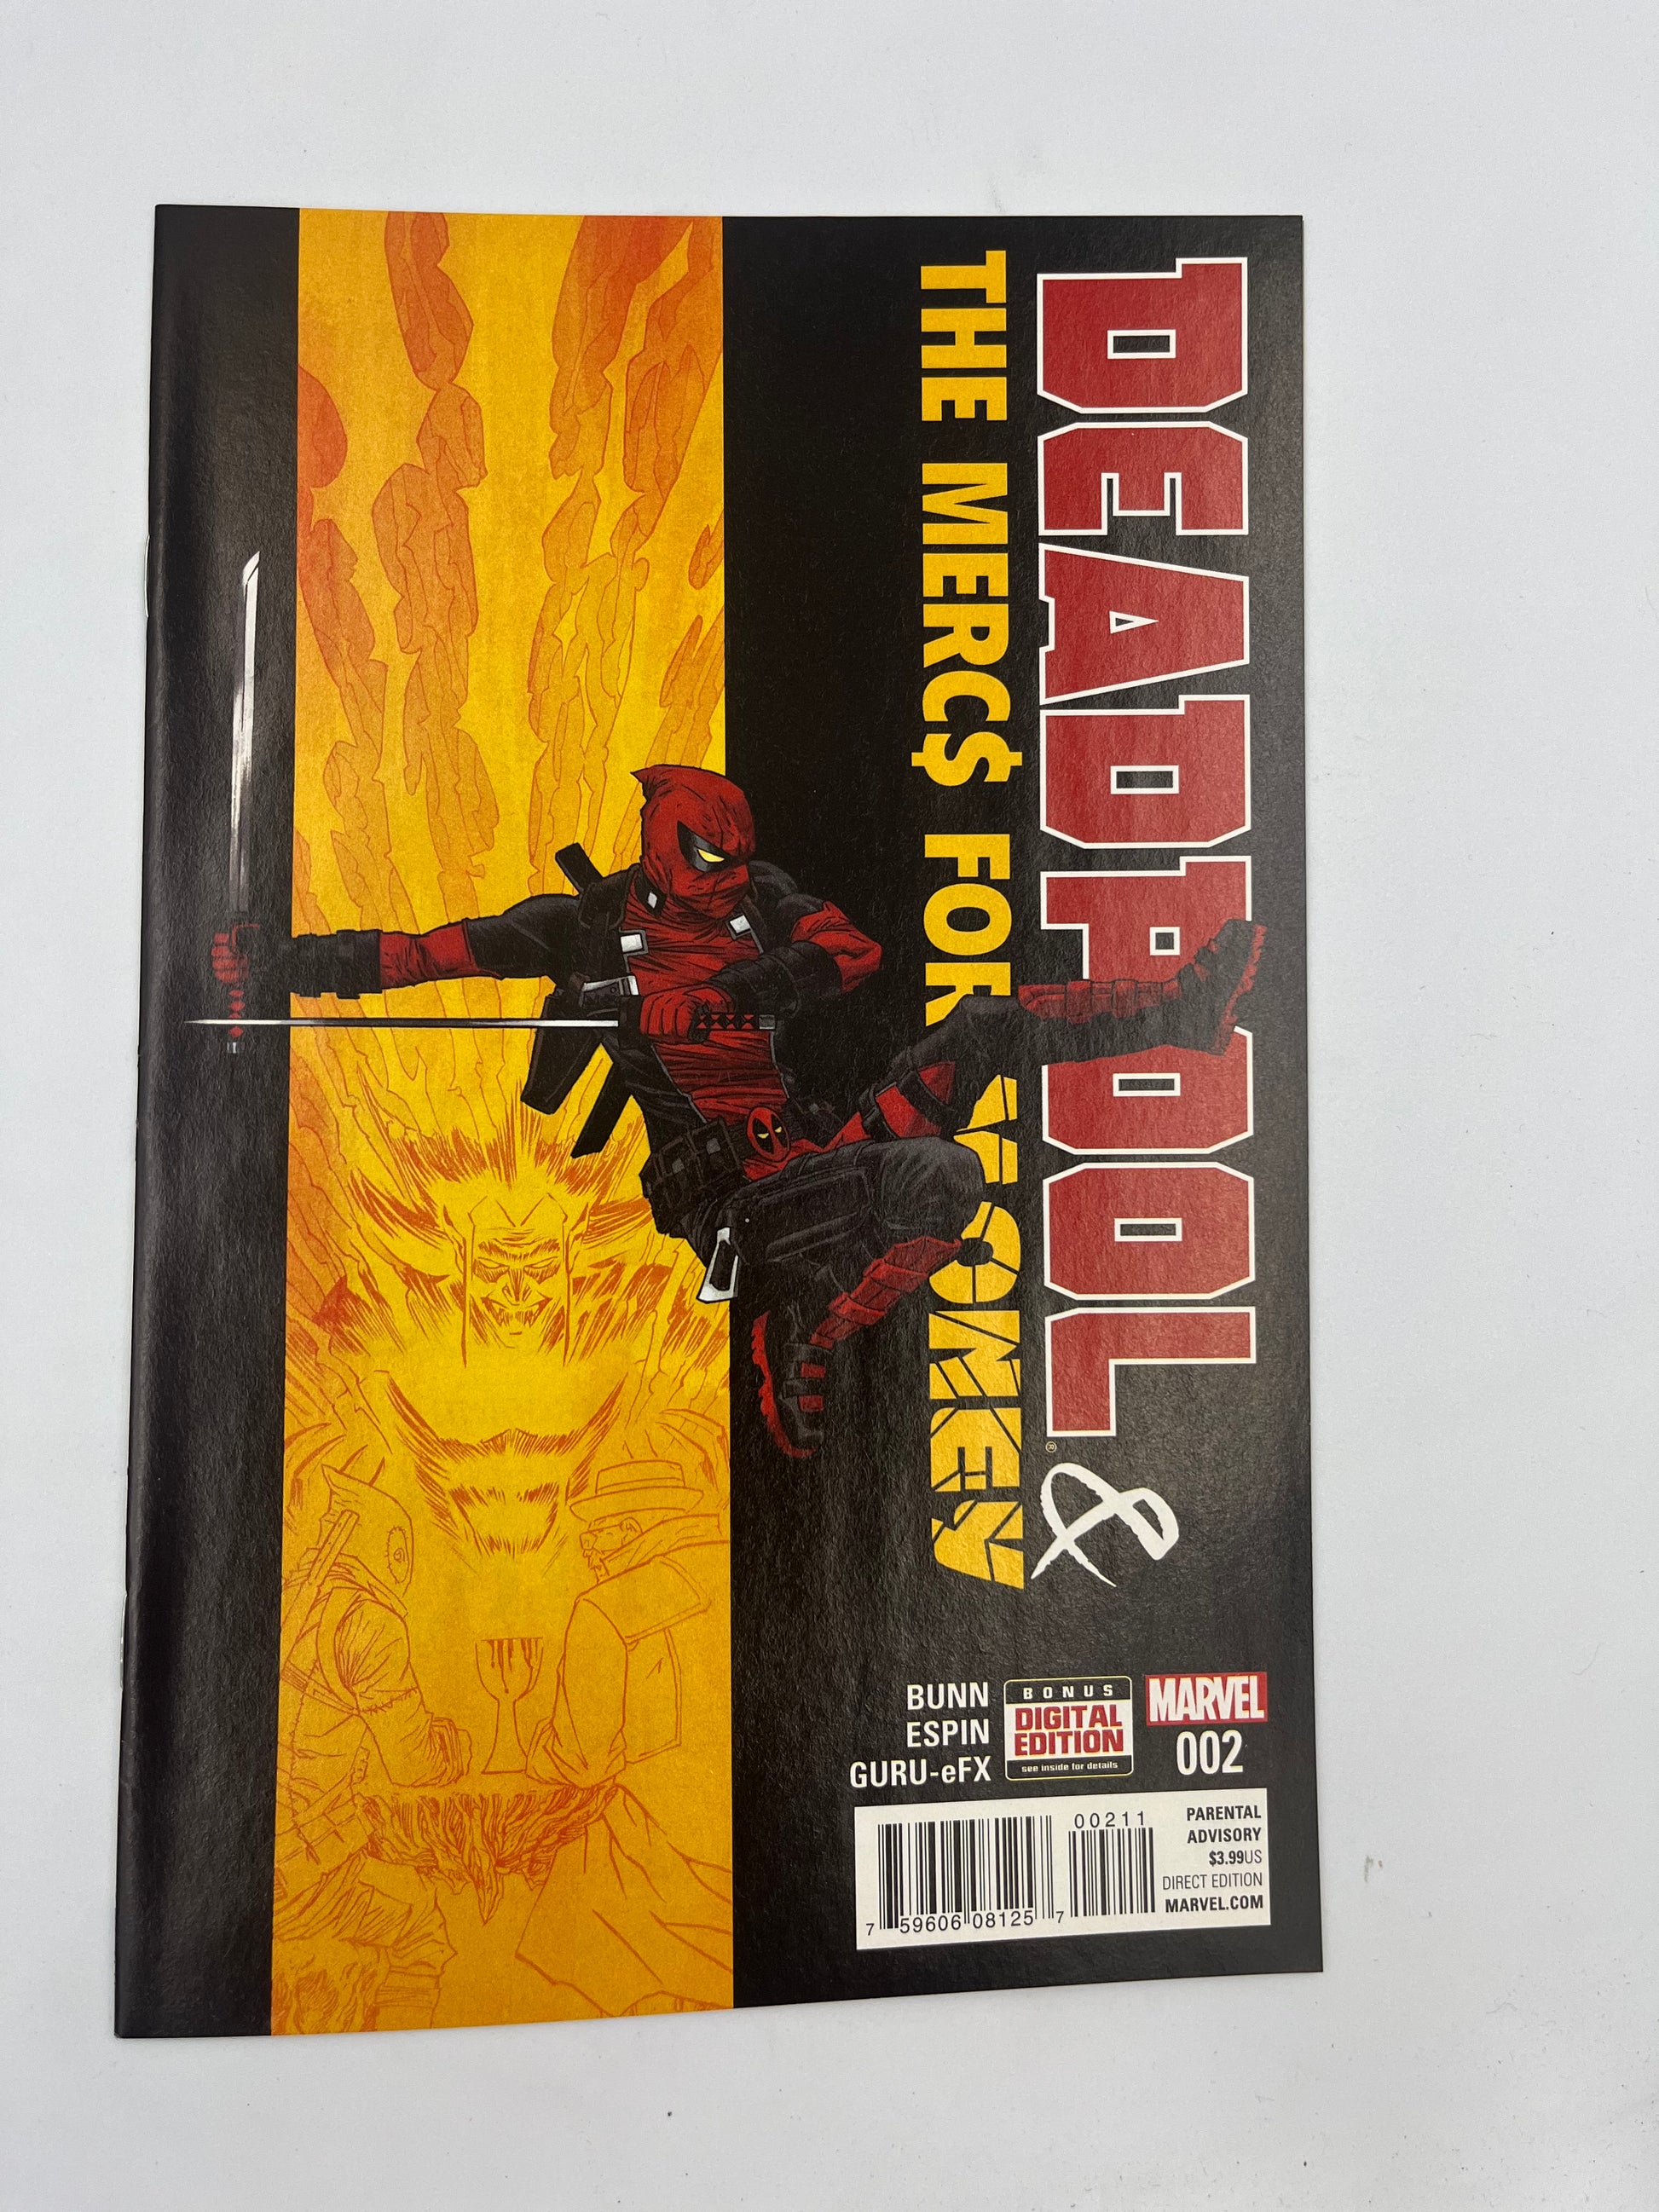 DEADPOOL® &
THE MERC$ FOR MONEY
MARVEL
002
BONUS
DIGITAL
EDITION
see inside for details
BUNN
ESPIN
GURU-eFX
PARENTAL
ADVISORY
$3.99US
DIRECT EDITION
MARVEL.COM
00211
7 59606 08125 7